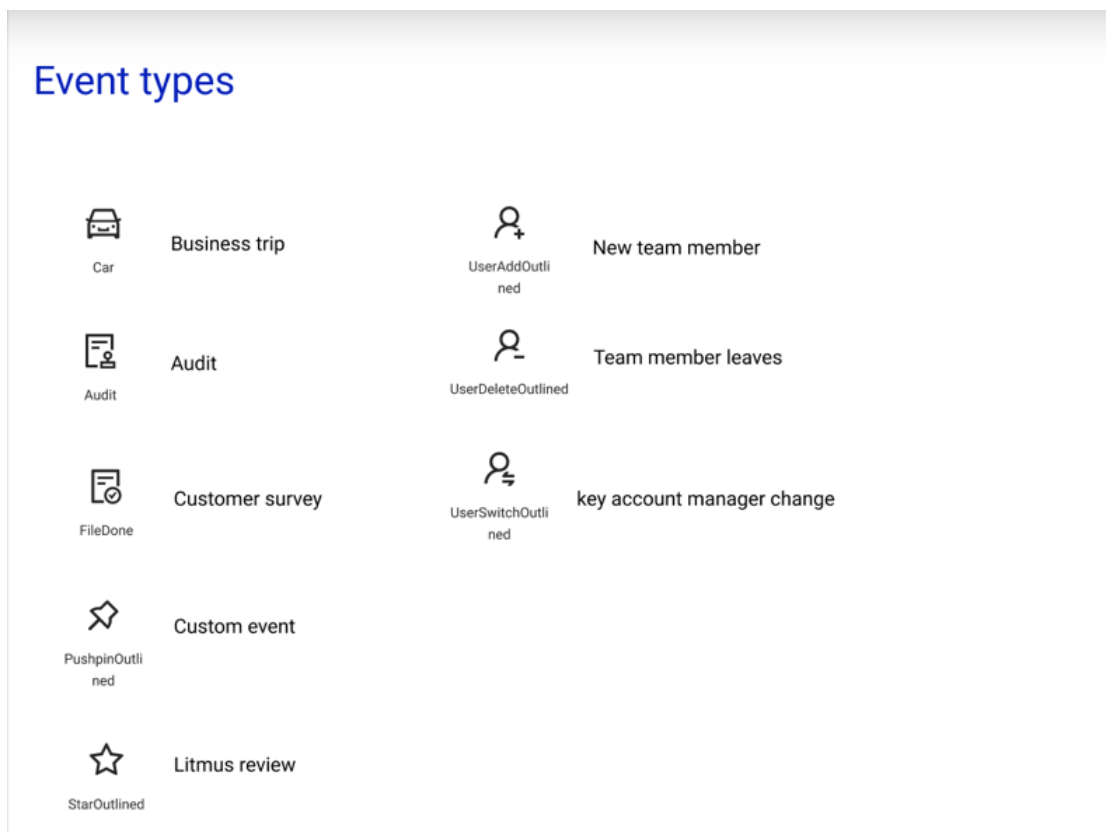 Event types
Business trip
Car
New team member
UserAddOutli
ned
Audit
Audit
Team member leaves
UserDeleteOutlined
Customer survey
FileDone
key account manager change
UserSwitchOutli
ned
Custom event
PushpinOutli
ned
Litmus review
StarOutlined